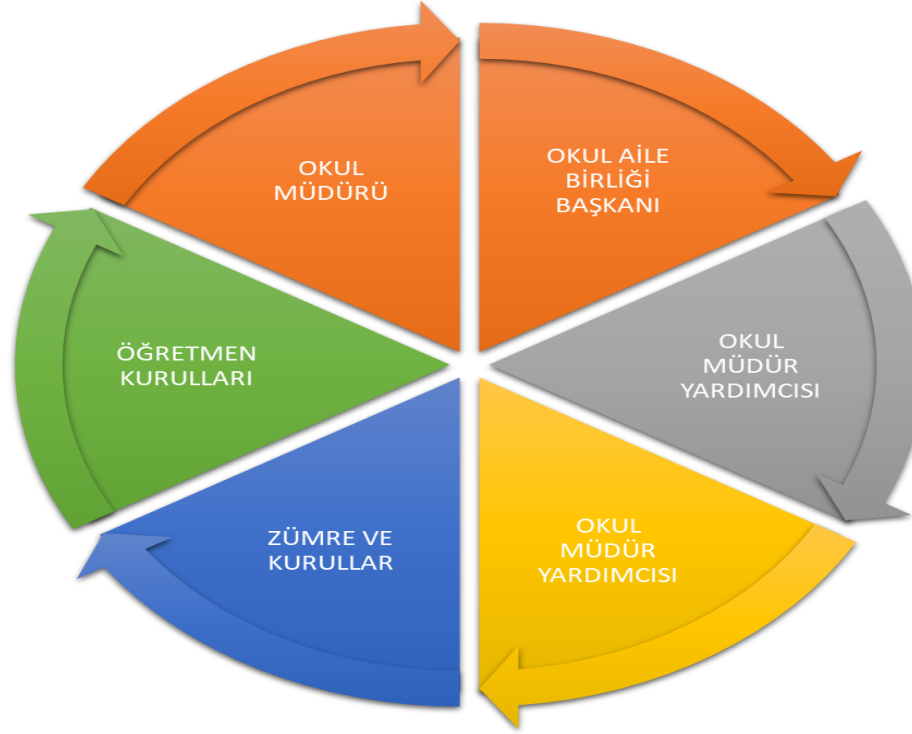 OKUL
MÜDÜRÜ
OKUL AİLE
BİRLİĞİ
BAŞKANI
OKUL
MÜDÜR
YARDIMCISI
OKUL
MÜDÜR
YARDIMCISI
ZÜMRE VE
KURULLAR
ÖĞRETMEN
KURULLARI